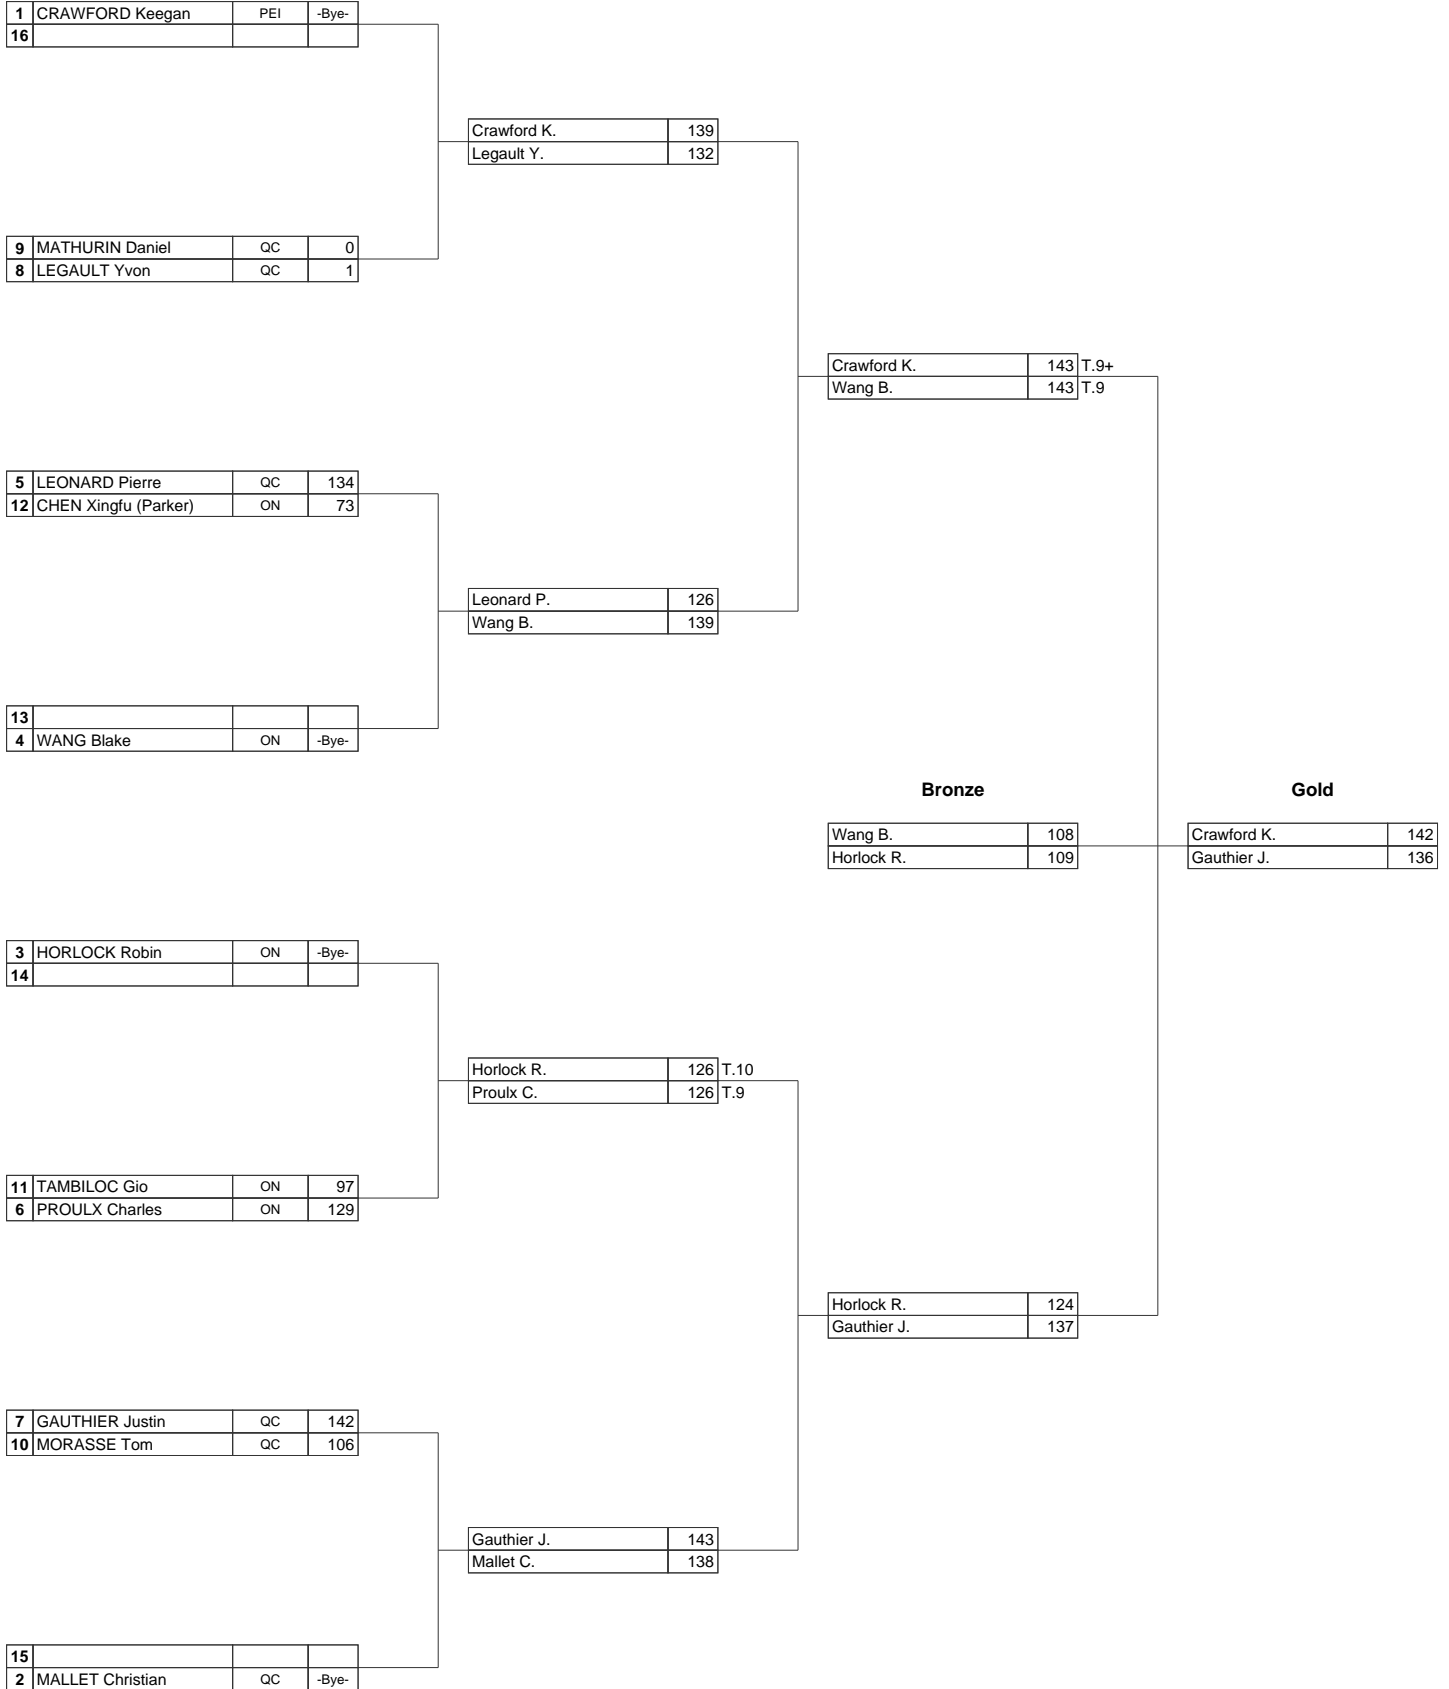 1 CRAWFORD Keegan PEI -Bye-
16
Crawford K. 139
Legault Y. 132
9 MATHURIN Daniel QC 0
8 LEGAULT Yvon QC 1
Crawford K. 143 T.9+
Wang B. 143 T.9
5 LEONARD Pierre QC 134
12 CHEN Xingfu (Parker) ON 73
Leonard P. 126
Wang B. 139
13
4 WANG Blake ON -Bye-
Bronze Gold
Wang B. 108 Crawford K. 142
Horlock R. 109 Gauthier J. 136
3 HORLOCK Robin ON -Bye-
14
Horlock R. 126 T.10
Proulx C. 126 T.9
11 TAMBILOC Gio ON 97
6 PROULX Charles ON 129
Horlock R. 124
Gauthier J. 137
7 GAUTHIER Justin QC 142
10 MORASSE Tom QC 106
Gauthier J. 143
Mallet C. 138
15
2 MALLET Christian QC -Bye-